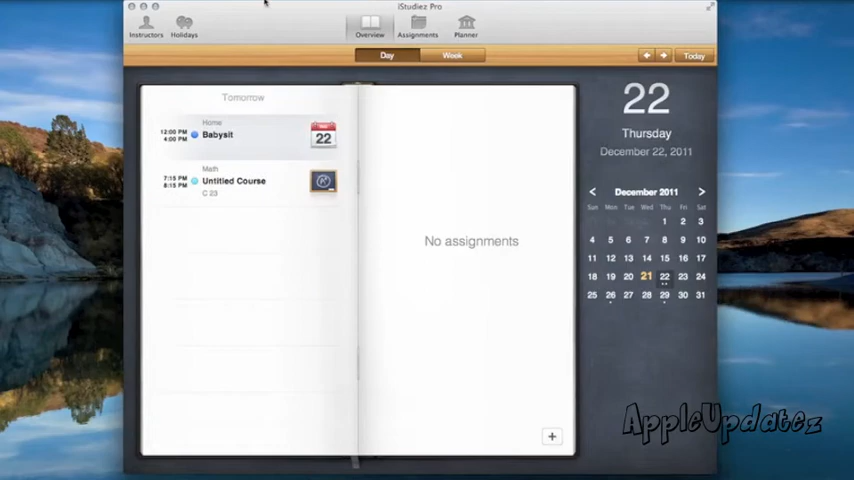 iStudiez Pro
Instructors Holidays Overview Assignments Planner
Day Week Today
Tomorrow
Home
12:00 PM
4:00 PM
Babysit
22
Math
7:15 PM
8:15 PM
Untitled Course
C 23
No assignments
+
22
Thursday
December 22, 2011
< December 2011 >
Sun Mon Tue Wed Thu Fri Sat
1 2 3
4 5 6 7 8 9 10
11 12 13 14 15 16 17
18 19 20 21 22 23 24
25 26 27 28 29 30 31
AppleUpdatez